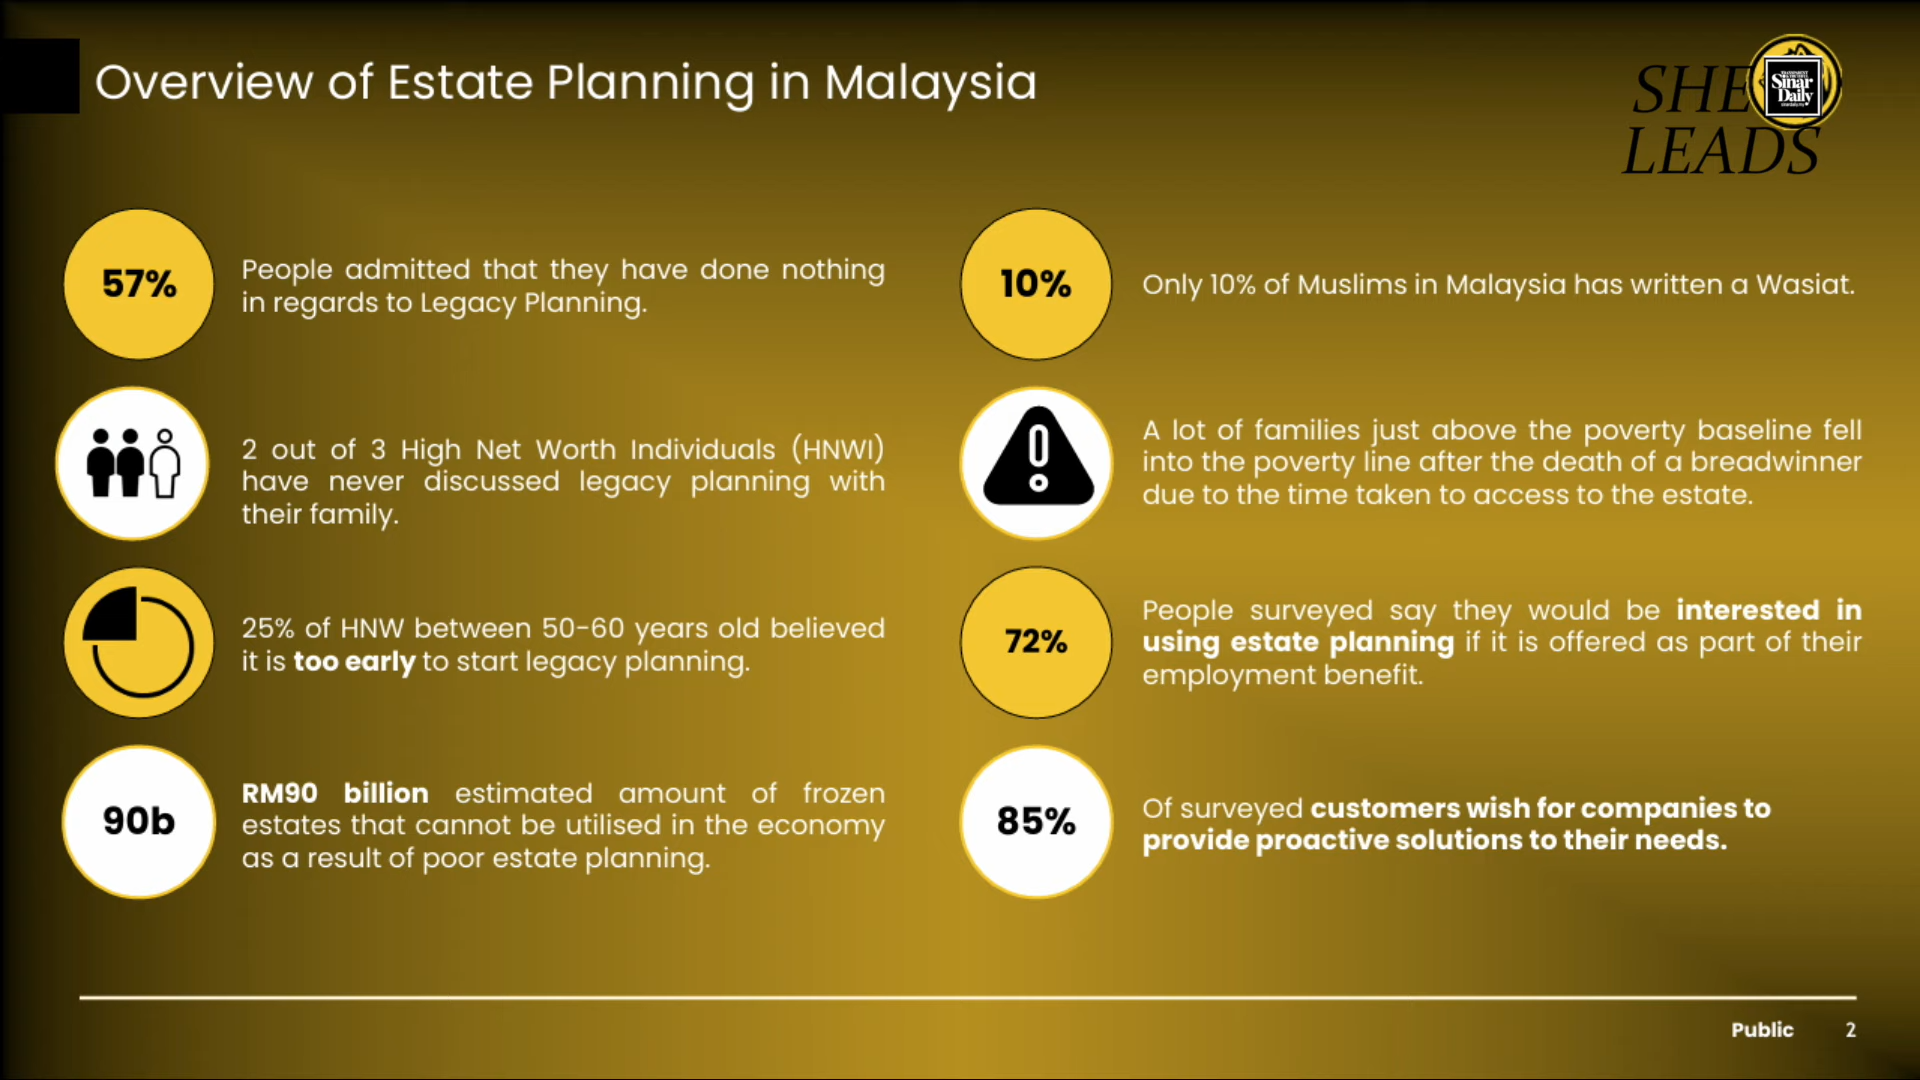 Overview of Estate Planning in Malaysia
SHE
LEADS
Sinar
Daily
57%
People admitted that they have done nothing
in regards to Legacy Planning.
2 out of 3 High Net Worth Individuals (HNWI)
have never discussed legacy planning with
their family.
25% of HNW between 50-60 years old believed
it is too early to start legacy planning.
90b
RM90 billion estimated amount of frozen
estates that cannot be utilised in the economy
as a result of poor estate planning.
10%
Only 10% of Muslims in Malaysia has written a Wasiat.
A lot of families just above the poverty baseline fell
into the poverty line after the death of a breadwinner
due to the time taken to access to the estate.
72%
People surveyed say they would be interested in
using estate planning if it is offered as part of their
employment benefit.
85%
Of surveyed customers wish for companies to
provide proactive solutions to their needs.
Public 2